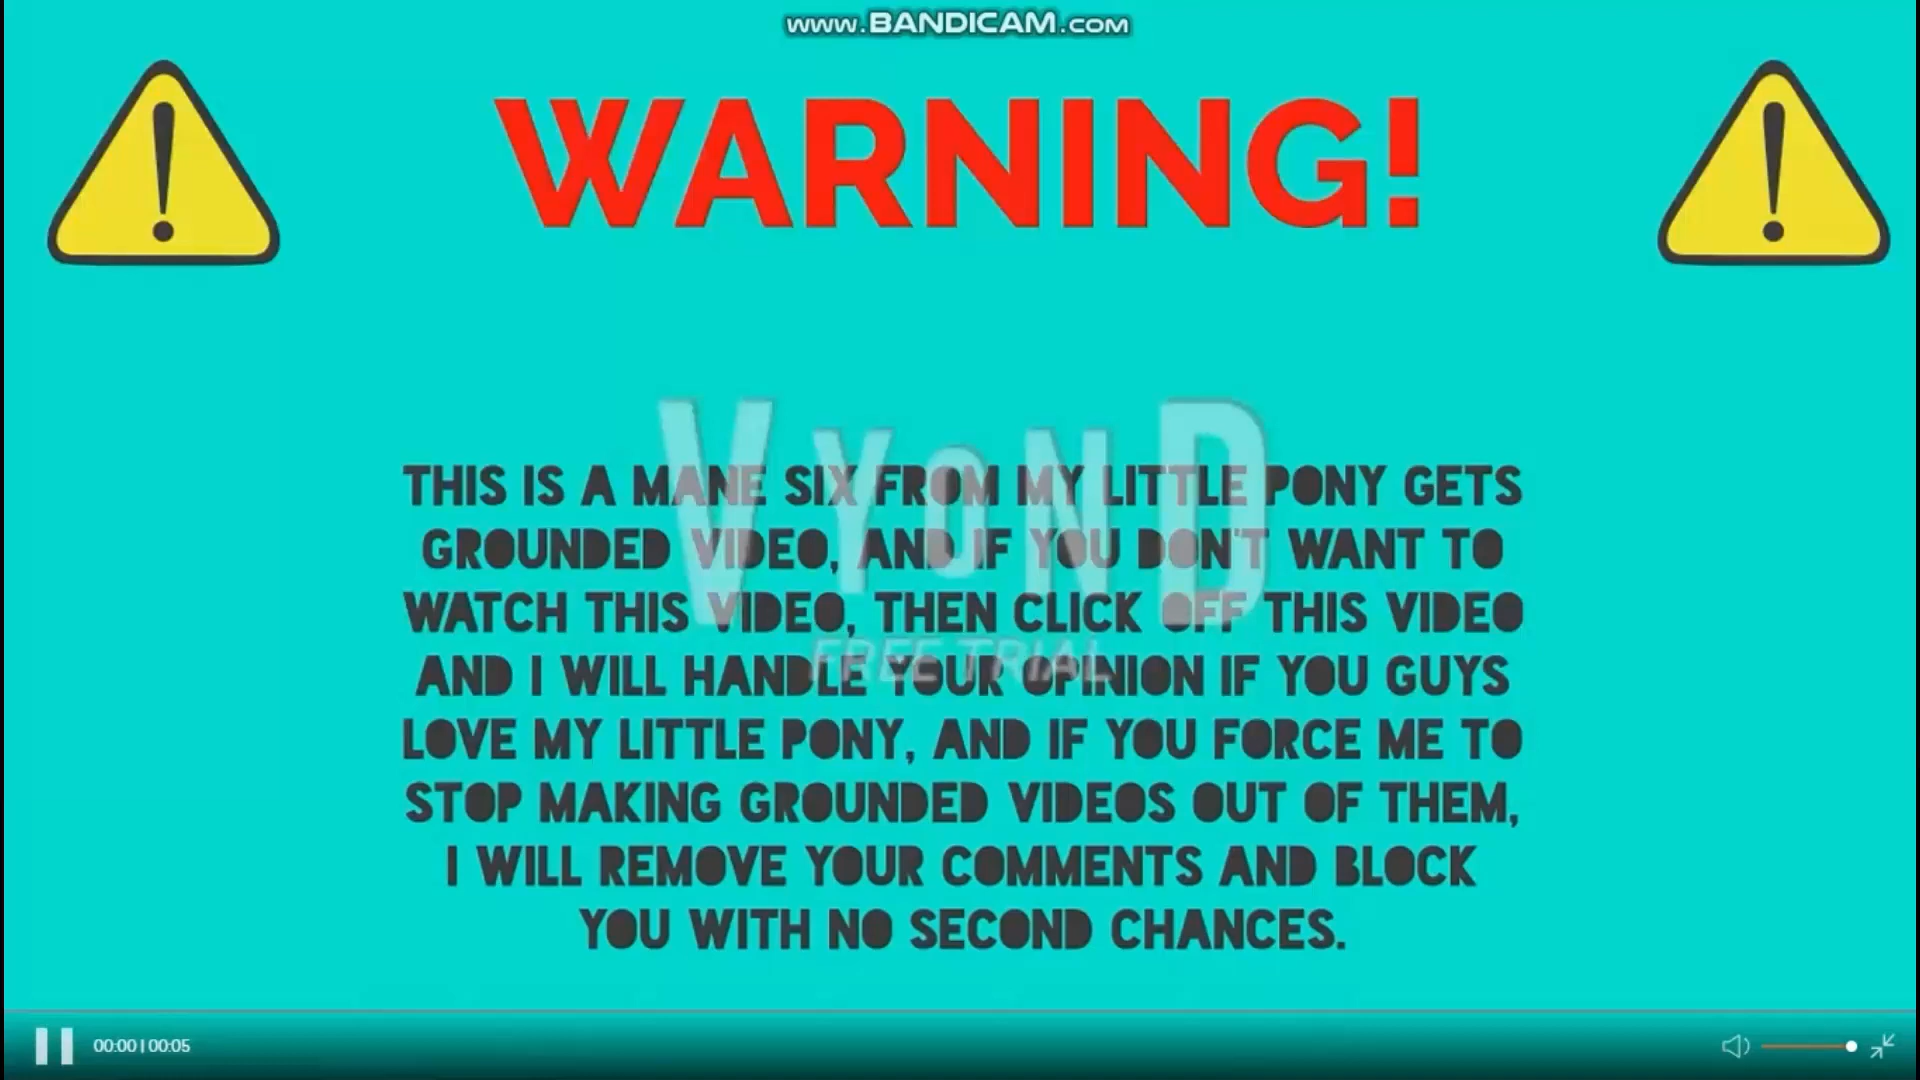 www.BANDICAM.com
WARNING!
VYOND
FREE TRIAL
THIS IS A MANE SIX FROM MY LITTLE PONY GETS
GROUNDED VIDEO, AND IF YOU DON'T WANT TO
WATCH THIS VIDEO, THEN CLICK OFF THIS VIDEO
AND I WILL HANDLE YOUR OPINION IF YOU GUYS
LOVE MY LITTLE PONY, AND IF YOU FORCE ME TO
STOP MAKING GROUNDED VIDEOS OUT OF THEM,
I WILL REMOVE YOUR COMMENTS AND BLOCK
YOU WITH NO SECOND CHANCES.
00:00 | 00:05